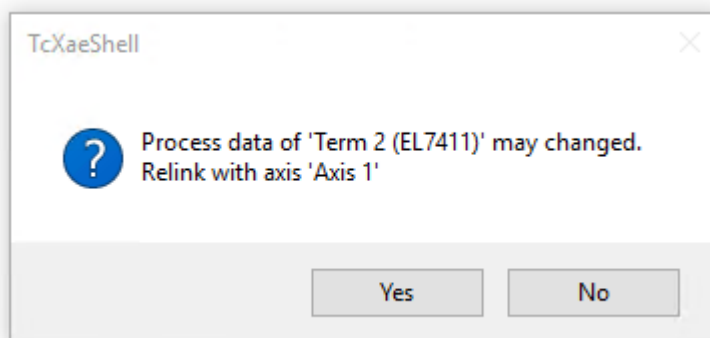 TcXaeShell
Process data of 'Term 2 (EL7411)' may changed.
Relink with axis 'Axis 1'
Yes
No